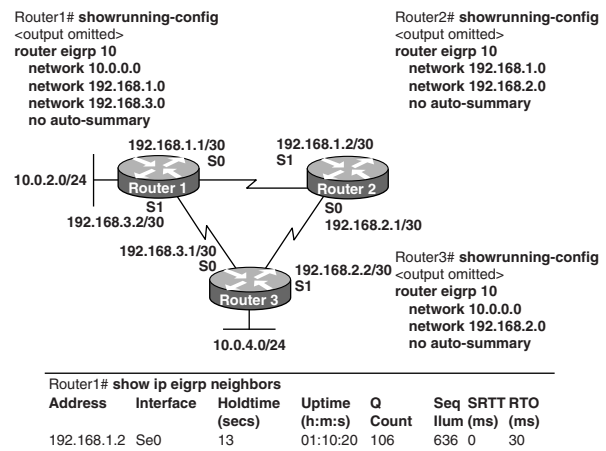 Router1# showrunning-config
<output omitted>
router eigrp 10
network 10.0.0.0
network 192.168.1.0
network 192.168.3.0
no auto-summary
Router2# showrunning-config
<output omitted>
router eigrp 10
network 192.168.1.0
network 192.168.2.0
no auto-summary
192.168.1.1/30
S0
192.168.1.2/30
S1
10.0.2.0/24
Router 1
Router 2
S1
192.168.3.2/30
S0
192.168.2.1/30
192.168.3.1/30
S0
192.168.2.2/30
S1
Router 3
10.0.4.0/24
Router3# showrunning-config
<output omitted>
router eigrp 10
network 10.0.0.0
network 192.168.2.0
no auto-summary
Router1# show ip eigrp neighbors
Address Interface Holdtime Uptime Q Seq SRTT RTO
(secs) (h:m:s) Count Ilum (ms) (ms)
192.168.1.2 Se0 13 01:10:20 106 636 0 30